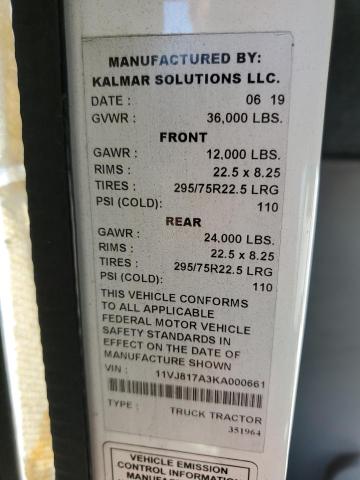 MANUFACTURED BY:
KALMAR SOLUTIONS LLC.
DATE : 06 19
GVWR : 36,000 LBS.
FRONT
GAWR : 12,000 LBS.
RIMS : 22.5 x 8.25
TIRES : 295/75R22.5 LRG
PSI (COLD): 110
REAR
GAWR : 24,000 LBS.
RIMS : 22.5 x 8.25
TIRES : 295/75R22.5 LRG
PSI (COLD): 110
THIS VEHICLE CONFORMS
TO ALL APPLICABLE
FEDERAL MOTOR VEHICLE
SAFETY STANDARDS IN
EFFECT ON THE DATE OF
MANUFACTURE SHOWN
VIN : 11VJ817A3KA000661
TYPE : TRUCK TRACTOR
351964
VEHICLE EMISSION
CONTROL INFORMATION